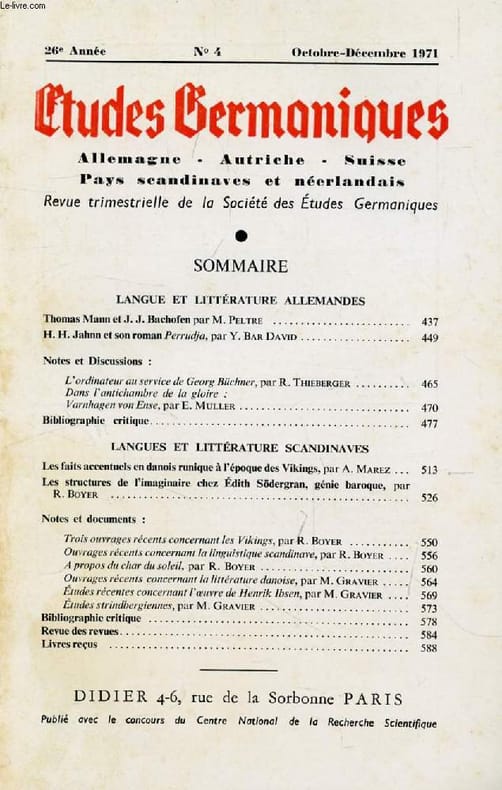 Le-livre.com
26e Année N° 4 Octobre-Décembre 1971
Etudes Germaniques
Allemagne - Autriche - Suisse
Pays scandinaves et néerlandais
Revue trimestrielle de la Société des Études Germaniques
●
SOMMAIRE
LANGUE ET LITTÉRATURE ALLEMANDES
Thomas Mann et J. J. Bachofen par M. PELTRE .................... 437
H. H. Jahnn et son roman Perrudja, par Y. BAR DAVID .............. 449
Notes et Discussions :
L'ordinateur au service de Georg Büchner, par R. THIEBERGER ....... 465
Dans l'antichambre de la gloire :
Varnhagen von Ense, par E. MULLER ........................ 470
Bibliographie critique.......................................... 477
LANGUES ET LITTÉRATURE SCANDINAVES
Les faits accentuels en danois runique à l'époque des Vikings, par A. MAREZ ... 513
Les structures de l'imaginaire chez Édith Södergran, génie baroque, par
R. BOYER .............................................. 526
Notes et documents :
Trois ouvrages récents concernant les Vikings, par R. BOYER .......... 550
Ouvrages récents concernant la linguistique scandinave, par R. BOYER .... 556
A propos du char du soleil, par R. BOYER ........................ 560
Ouvrages récents concernant la littérature danoise, par M. GRAVIER .... 564
Études récentes concernant l'œuvre de Henrik Ibsen, par M. GRAVIER .... 569
Études strindbergiennes, par M. GRAVIER ........................ 573
Bibliographie critique .......................................... 578
Revue des revues.............................................. 584
Livres reçus .................................................. 588
DIDIER 4-6, rue de la Sorbonne PARIS
Publié avec le concours du Centre National de la Recherche Scientifique